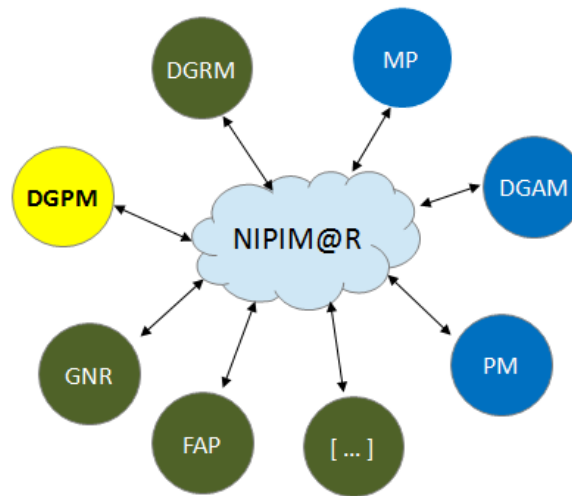 MP
DGRM
DGAM
DGPM
NIPIM@R
PM
GNR
FAP
[ ... ]